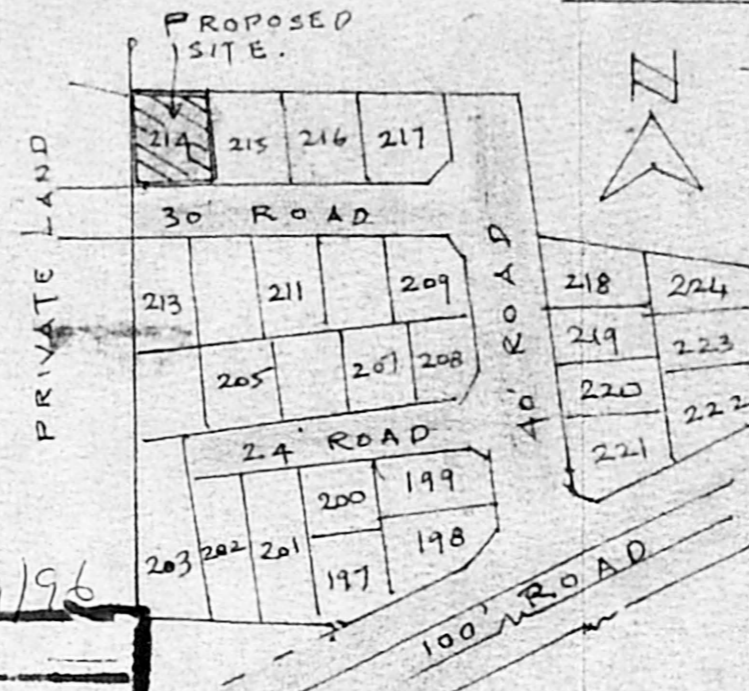 PROPOSED
SITE.
N
214 215 216 217
PRIVATE LAND
30' ROAD
40' ROAD
213 211 209
218 224
219 223
205 207 208
220 222
24' ROAD
221
200 199
203 202 201
197 198
100' ROAD
/96